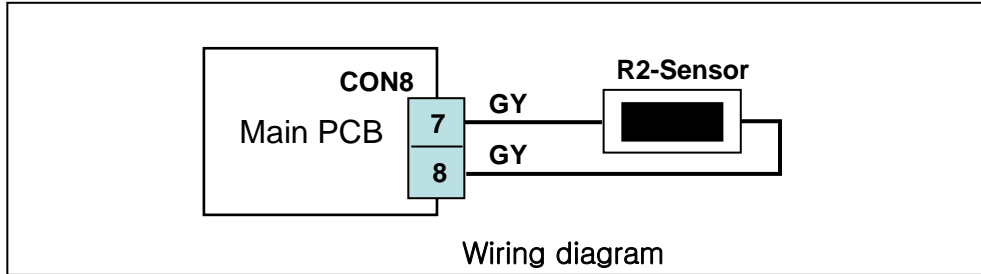 R2-Sensor
CON8
GY
Main PCB
7
GY
8
Wiring diagram